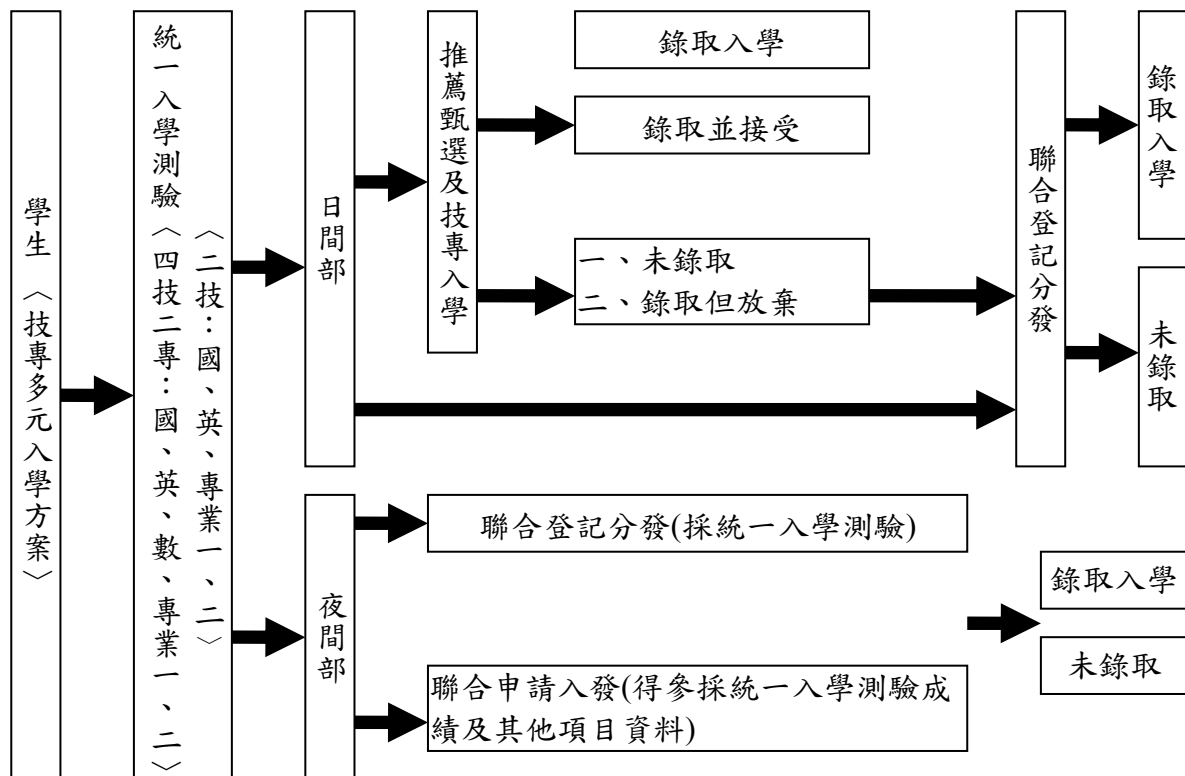 學生〈技專多元入學方案〉
統一入學測驗〈四技二專：國、英、數、專業一、二〉
〈二技：國、英、專業一、二〉
日間部
推薦甄選及技專入學
錄取入學
錄取並接受
一、未錄取
二、錄取但放棄
聯合登記分發
錄取入學
未錄取
夜間部
聯合登記分發(採統一入學測驗)
聯合申請入發(得參採統一入學測驗成
績及其他項目資料)
錄取入學
未錄取